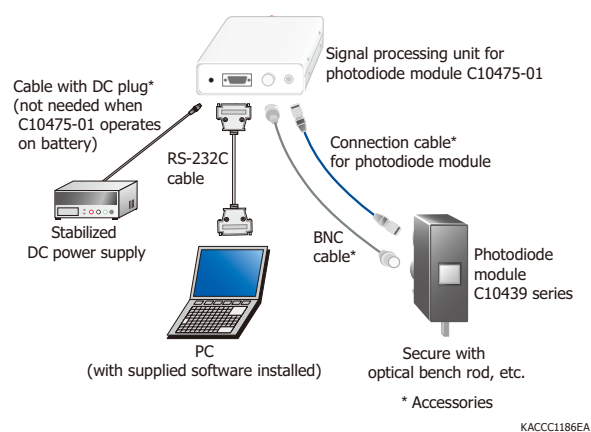 Signal processing unit for
photodiode module C10475-01
Cable with DC plug*
(not needed when
C10475-01 operates
on battery)
Connection cable*
for photodiode module
RS-232C
cable
Stabilized
DC power supply
BNC
cable*
Photodiode
module
C10439 series
PC
(with supplied software installed)
Secure with
optical bench rod, etc.
* Accessories
KACCC1186EA